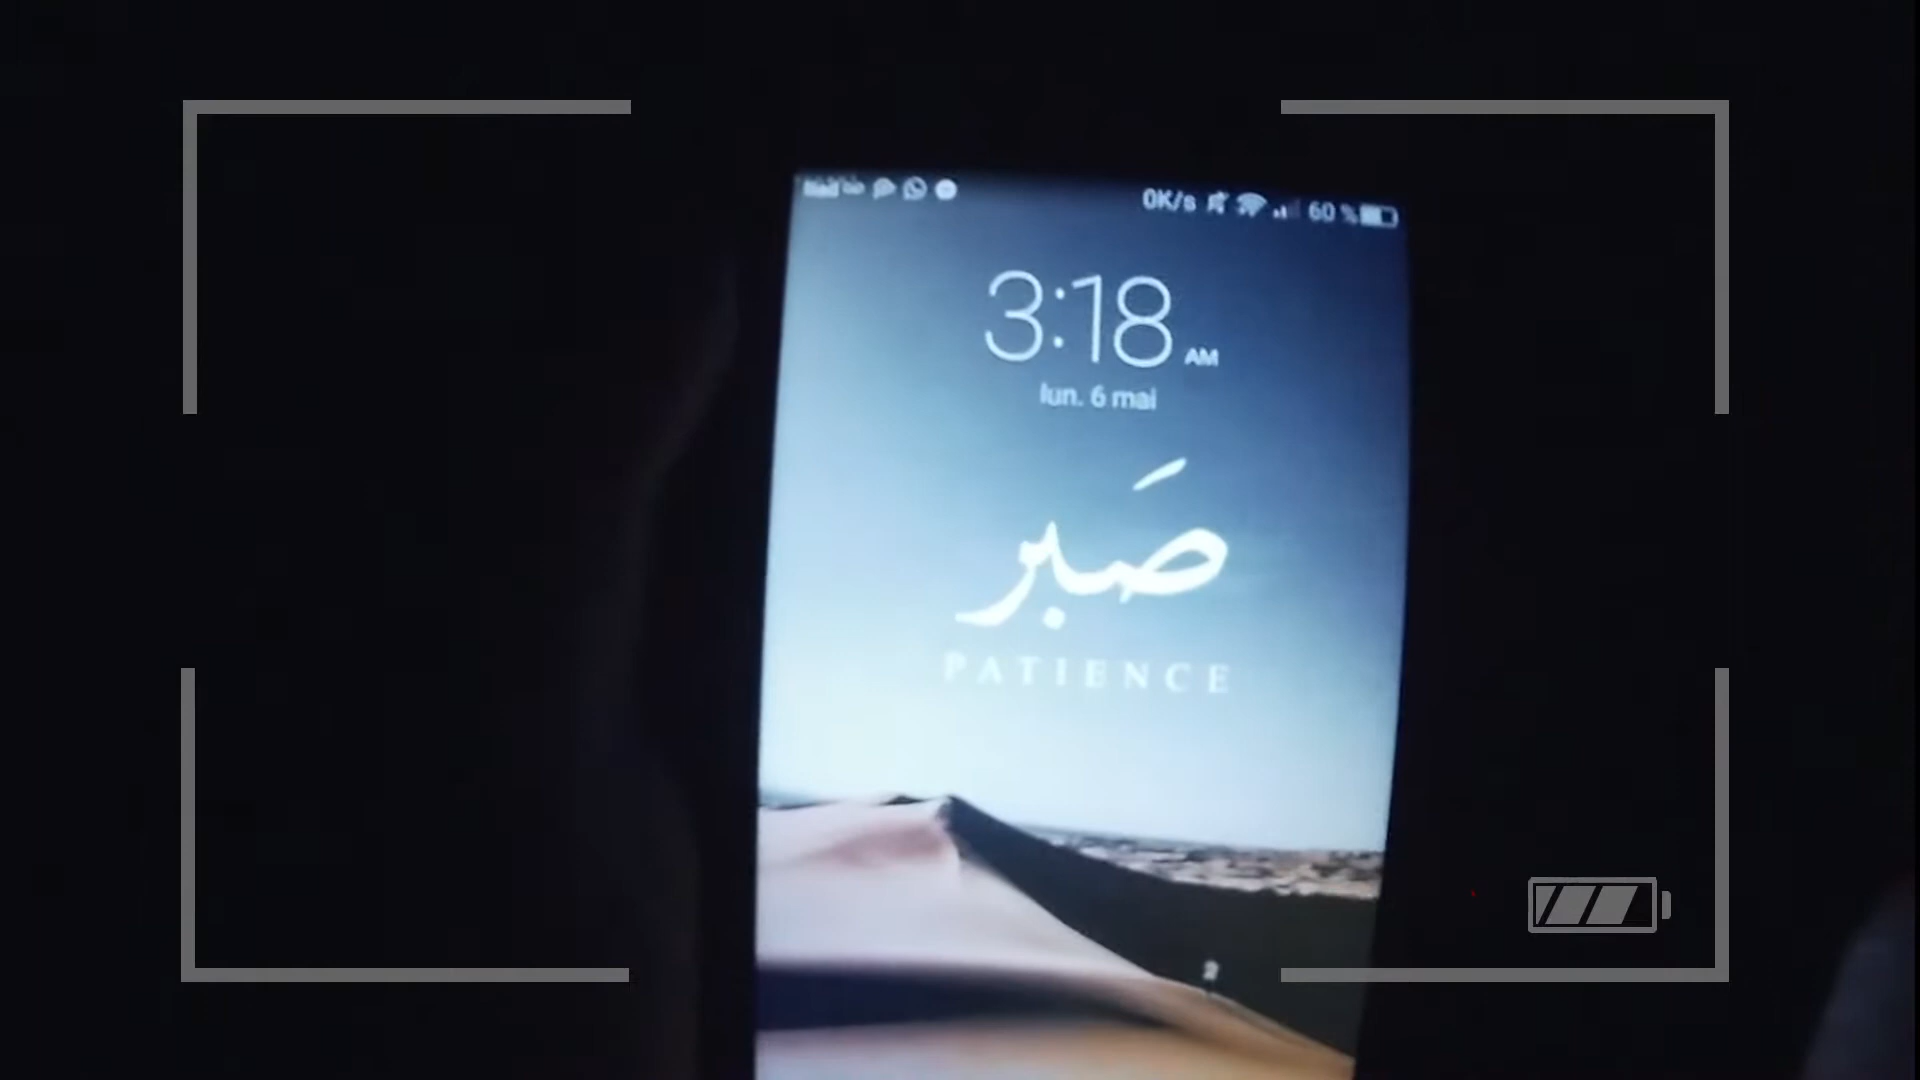 0K/s 60 %
3:18 AM
lun. 6 mai
صَبر
PATIENCE